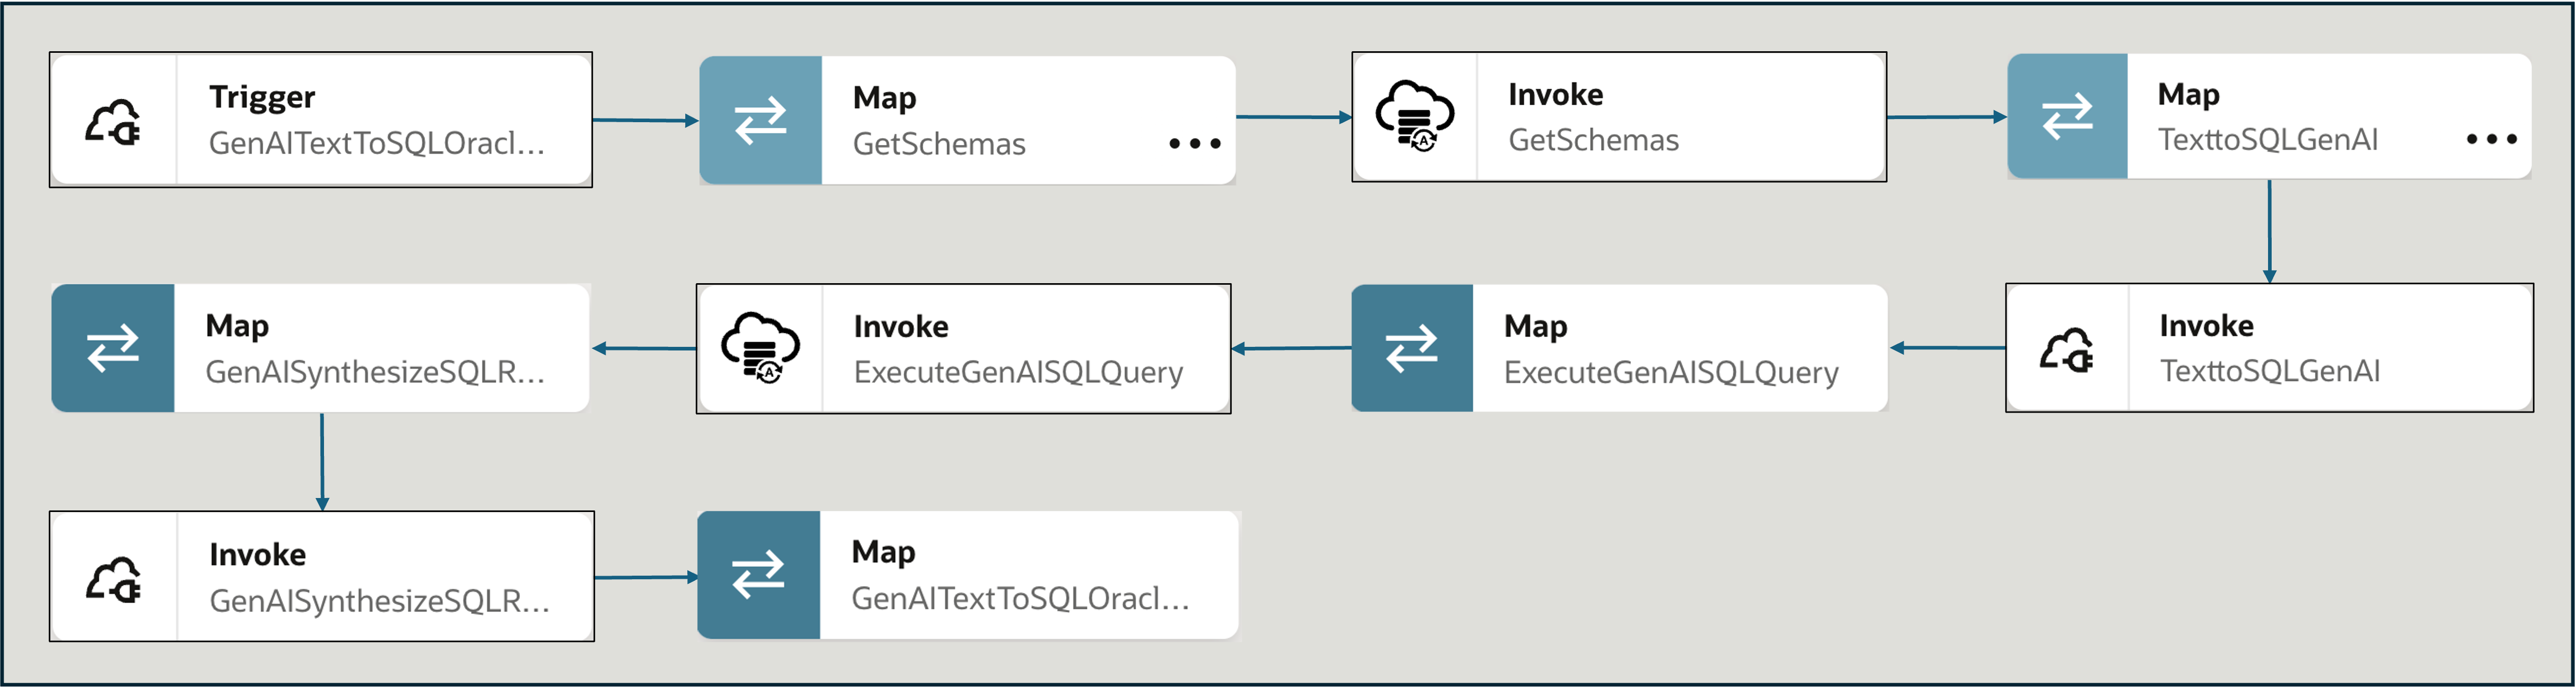 Trigger
GenAITextToSQLOracl...
Map
GetSchemas
Invoke
GetSchemas
Map
TexttoSQLGenAI
Map
GenAISynthesizeSQLR...
Invoke
ExecuteGenAISQLQuery
Map
ExecuteGenAISQLQuery
Invoke
TexttoSQLGenAI
Invoke
GenAISynthesizeSQLR...
Map
GenAITextToSQLOracl...